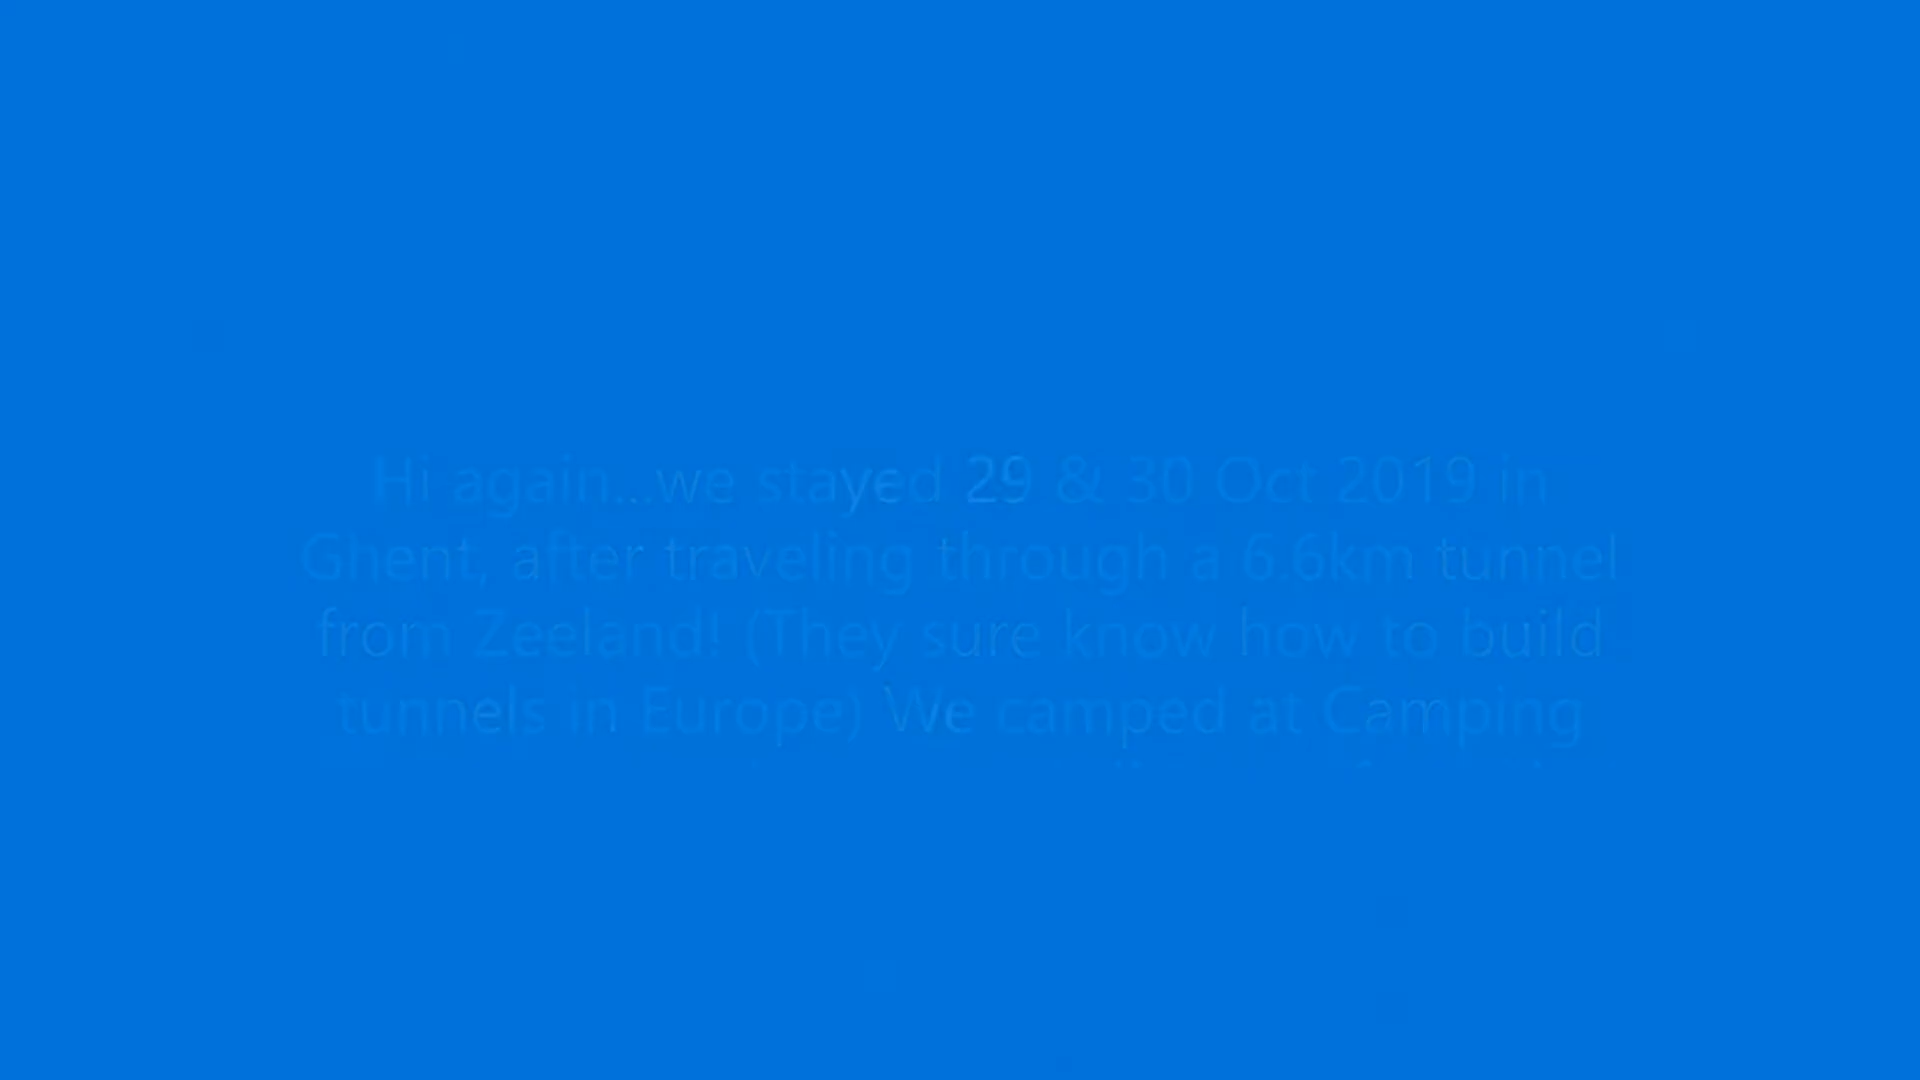 Hi again...we stayed 29 & 30 Oct 2019 in
Ghent, after traveling through a 6.6km tunnel
from Zeeland! (They sure know how to build
tunnels in Europe) We camped at Camping